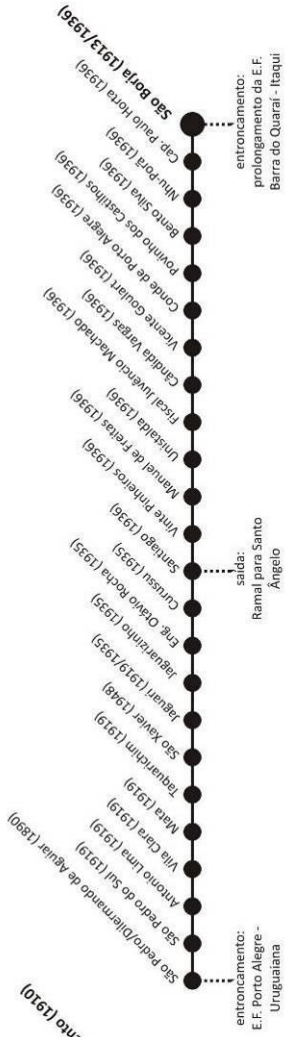 ento (1910)
São Pedro/Dilermando de Aguiar (1890)
São Pedro do Sul (1919)
Antonio Lima (1919)
Vila Clara (1919)
Mata (1919)
Taquarichim (1919)
São Xavier (1948)
Jaguari (1919/1935)
Jaguarizinho (1935)
Eng. Otávio Rocha (1935)
Curussu (1935)
Santiago (1936)
Vinte Pinheiros (1936)
Manuel de Freitas (1936)
Unistalda (1936)
Fiscal Juvêncio Machado (1936)
Candida Vargas (1936)
Vicente Goulart (1936)
Conde de Porto Alegre (1936)
Povinho dos Castilhos (1936)
Bento Silva (1936)
Nhu-Porã (1936)
Cap. Paulo Horta (1936)
São Borja (1913/1936)
entroncamento:
E.F. Porto Alegre -
Uruguaiana
saída:
Ramal para Santo
Ângelo
entroncamento:
prolongamento da E.F.
Barra do Quaraí - Itaqui